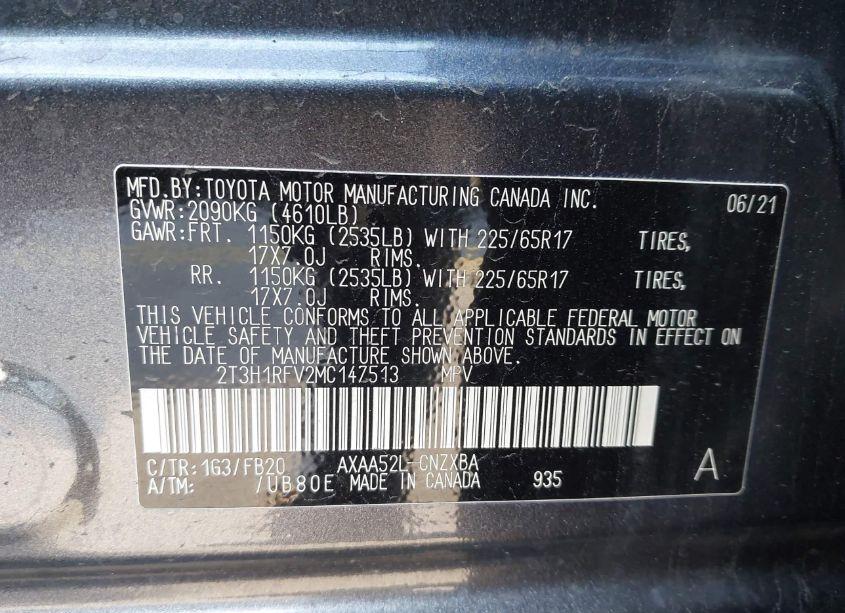 MFD.BY:TOYOTA MOTOR MANUFACTURING CANADA INC. 06/21
GVWR:2090KG (4610LB)
GAWR:FRT. 1150KG (2535LB) WITH 225/65R17 TIRES,
17X7.0J RIMS.
RR. 1150KG (2535LB) WITH 225/65R17 TIRES,
17X7.0J RIMS.
THIS VEHICLE CONFORMS TO ALL APPLICABLE FEDERAL MOTOR
VEHICLE SAFETY AND THEFT PREVENTION STANDARDS IN EFFECT ON
THE DATE OF MANUFACTURE SHOWN ABOVE.
2T3H1RFV2MC147513 MPV
C/TR:1G3/FB20 AXAA52L-CNZXBA
A/TM: /UB80E MADE IN CANADA 935 A